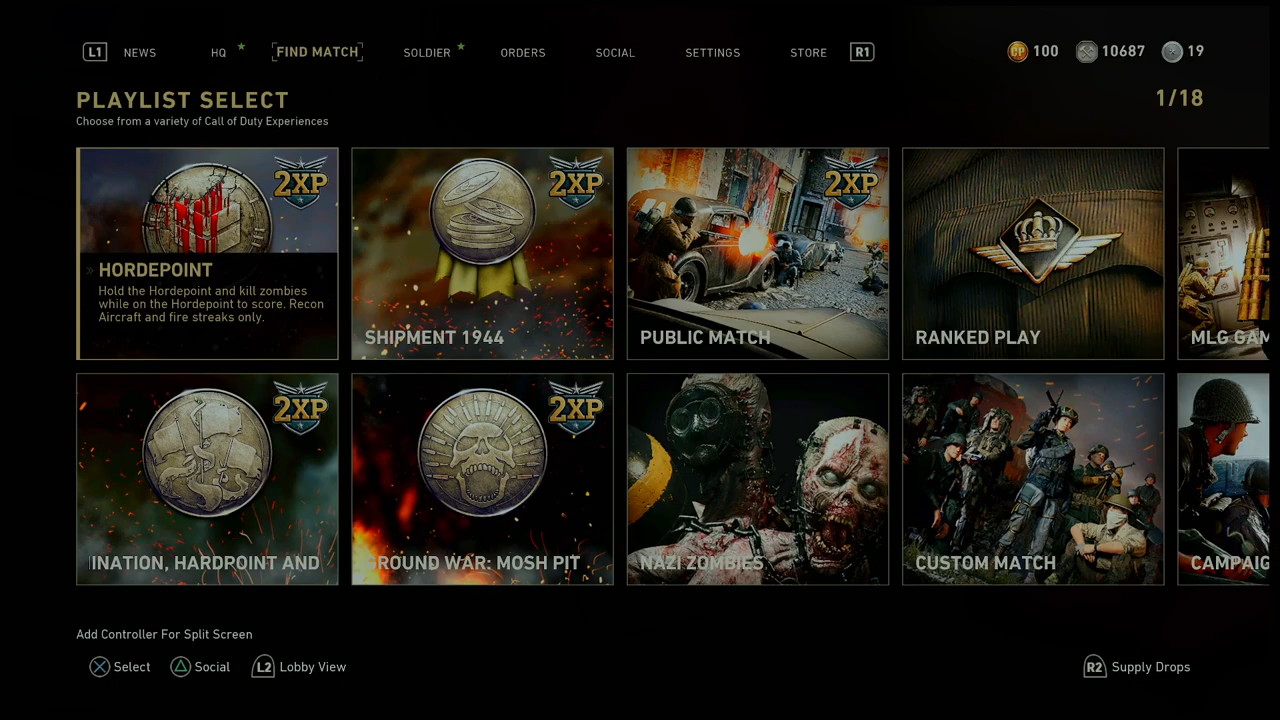 L1 NEWS HQ FIND MATCH SOLDIER ORDERS SOCIAL SETTINGS STORE R1 CP 100 10687 19
PLAYLIST SELECT
1/18
Choose from a variety of Call of Duty Experiences
2XP
2XP
2XP
» HORDEPOINT
Hold the Hordepoint and kill zombies
while on the Hordepoint to score. Recon
Aircraft and fire streaks only.
SHIPMENT 1944
PUBLIC MATCH
RANKED PLAY
MLG GAM
2XP
2XP
INATION, HARDPOINT AND
GROUND WAR: MOSH PIT
NAZI ZOMBIES
CUSTOM MATCH
CAMPAIG
Add Controller For Split Screen
Select Social L2 Lobby View R2 Supply Drops